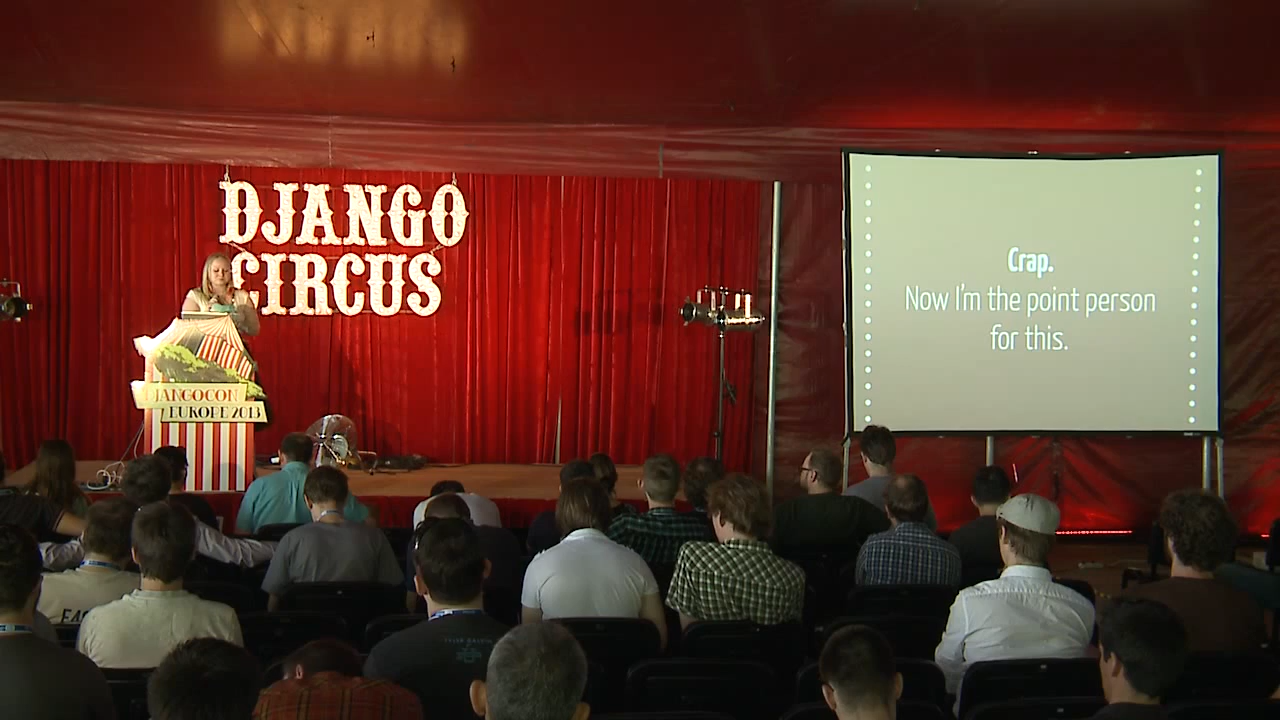 DJANGO
CIRCUS
DJANGOCON
EUROPE 2013
Crap.
Now I'm the point person
for this.